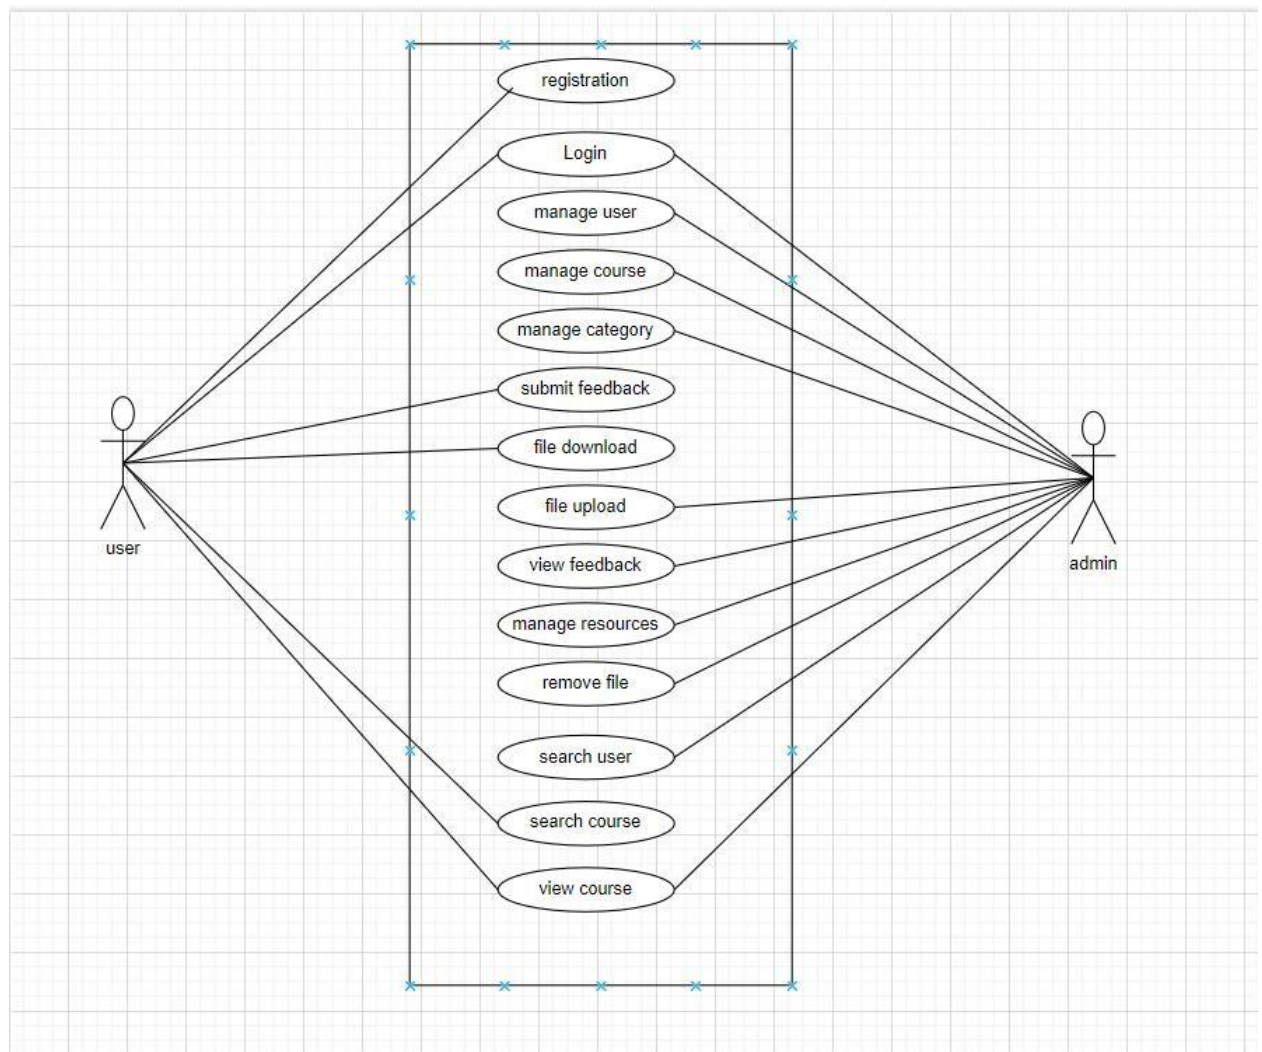 registration
Login
manage user
manage course
manage category
submit feedback
file download
file upload
view feedback
manage resources
remove file
search user
search course
view course
user
admin